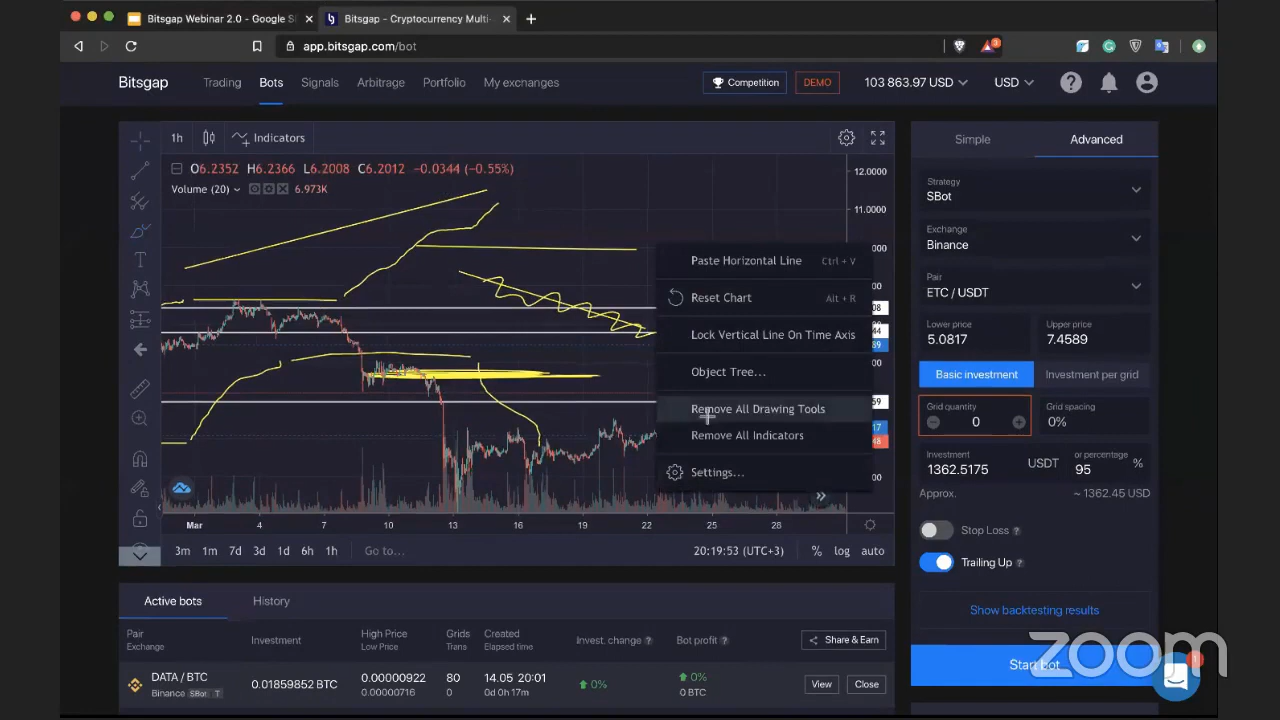 Bitsgap Webinar 2.0 - Google S
Bitsgap - Cryptocurrency Multi-
app.bitsgap.com/bot
3
Bitsgap
Trading
Bots
Signals
Arbitrage
Portfolio
My exchanges
Competition
DEMO
103 863.97 USD
USD
1h
Indicators
O6.2352 H6.2366 L6.2008 C6.2012 -0.0344 (-0.55%)
Volume (20) 6.973K
12.0000
11.0000
Paste Horizontal Line Ctrl + V
Reset Chart Alt + R
Lock Vertical Line On Time Axis
Object Tree...
Remove All Drawing Tools
Remove All Indicators
Settings...
Mar 4 7 10 13 16 19 22 25 28
3m 1m 7d 3d 1d 6h 1h Go to...
20:19:53 (UTC+3) % log auto
Simple
Advanced
Strategy
SBot
Exchange
Binance
Pair
ETC / USDT
Lower price
5.0817
Upper price
7.4589
Basic investment
Investment per grid
Grid quantity
0
Grid spacing
0%
Investment
1362.5175 USDT
or percentage
95 %
Approx.
~ 1362.45 USD
Stop Loss ?
Trailing Up ?
Show backtesting results
Start bot
zoom
1
Active bots
History
Pair
Exchange
Investment
High Price
Low Price
Grids
Trans
Created
Elapsed time
Invest. change ?
Bot profit ?
Share & Earn
DATA / BTC
Binance SBot T
0.01859852 BTC
0.00000922
0.00000716
80
0
14.05 20:01
0d 0h 17m
0%
0%
0 BTC
View
Close